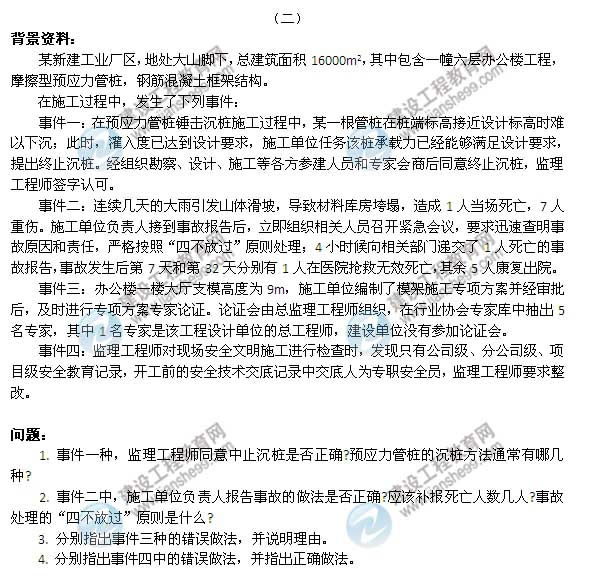 （二）
背景资料：
某新建工业厂区，地处大山脚下，总建筑面积 16000m²，其中包含一幢六层办公楼工程，
摩擦型预应力管桩，钢筋混凝土框架结构。
在施工过程中，发生了下列事件：
事件一：在预应力管桩锤击沉桩施工过程中，某一根管桩在桩端标高接近设计标高时难
以下沉；此时，灌入度已达到设计要求，施工单位任务该桩承载力已经能够满足设计要求，
提出终止沉桩。经组织勘察、设计、施工等各方参建人员和专家会商后同意终止沉桩，监理
工程师签字认可。
事件二：连续几天的大雨引发山体滑坡，导致材料库房垮塌，造成 1 人当场死亡，7 人
重伤。施工单位负责人接到事故报告后，立即组织相关人员召开紧急会议，要求迅速查明事
故原因和责任，严格按照“四不放过”原则处理；4 小时候向相关部门递交了 1 人死亡的事
故报告，事故发生后第 7 天和第 32 天分别有 1 人在医院抢救无效死亡，其余 5 人康复出院。
事件三：办公楼一楼大厅支模高度为 9m，施工单位编制了模架施工专项方案并经审批
后，及时进行专项方案专家论证。论证会由总监理工程师组织，在行业协会专家库中抽出 5
名专家，其中 1 名专家是该工程设计单位的总工程师，建设单位没有参加论证会。
事件四：监理工程师对现场安全文明施工进行检查时，发现只有公司级、分公司级、项
目级安全教育记录，开工前的安全技术交底记录中交底人为专职安全员，监理工程师要求整
改。
问题：
1. 事件一种，监理工程师同意中止沉桩是否正确?预应力管桩的沉桩方法通常有哪几
种?
2. 事件二中，施工单位负责人报告事故的做法是否正确?应该补报死亡人数几人?事故
处理的“四不放过”原则是什么?
3. 分别指出事件三种的错误做法，并说明理由。
4. 分别指出事件四中的错误做法，并指出正确做法。
建设工程教育网
www.jianshe99.com
建设工程教育网
www.jianshe99.com
建设工程教育网
www.jianshe99.com